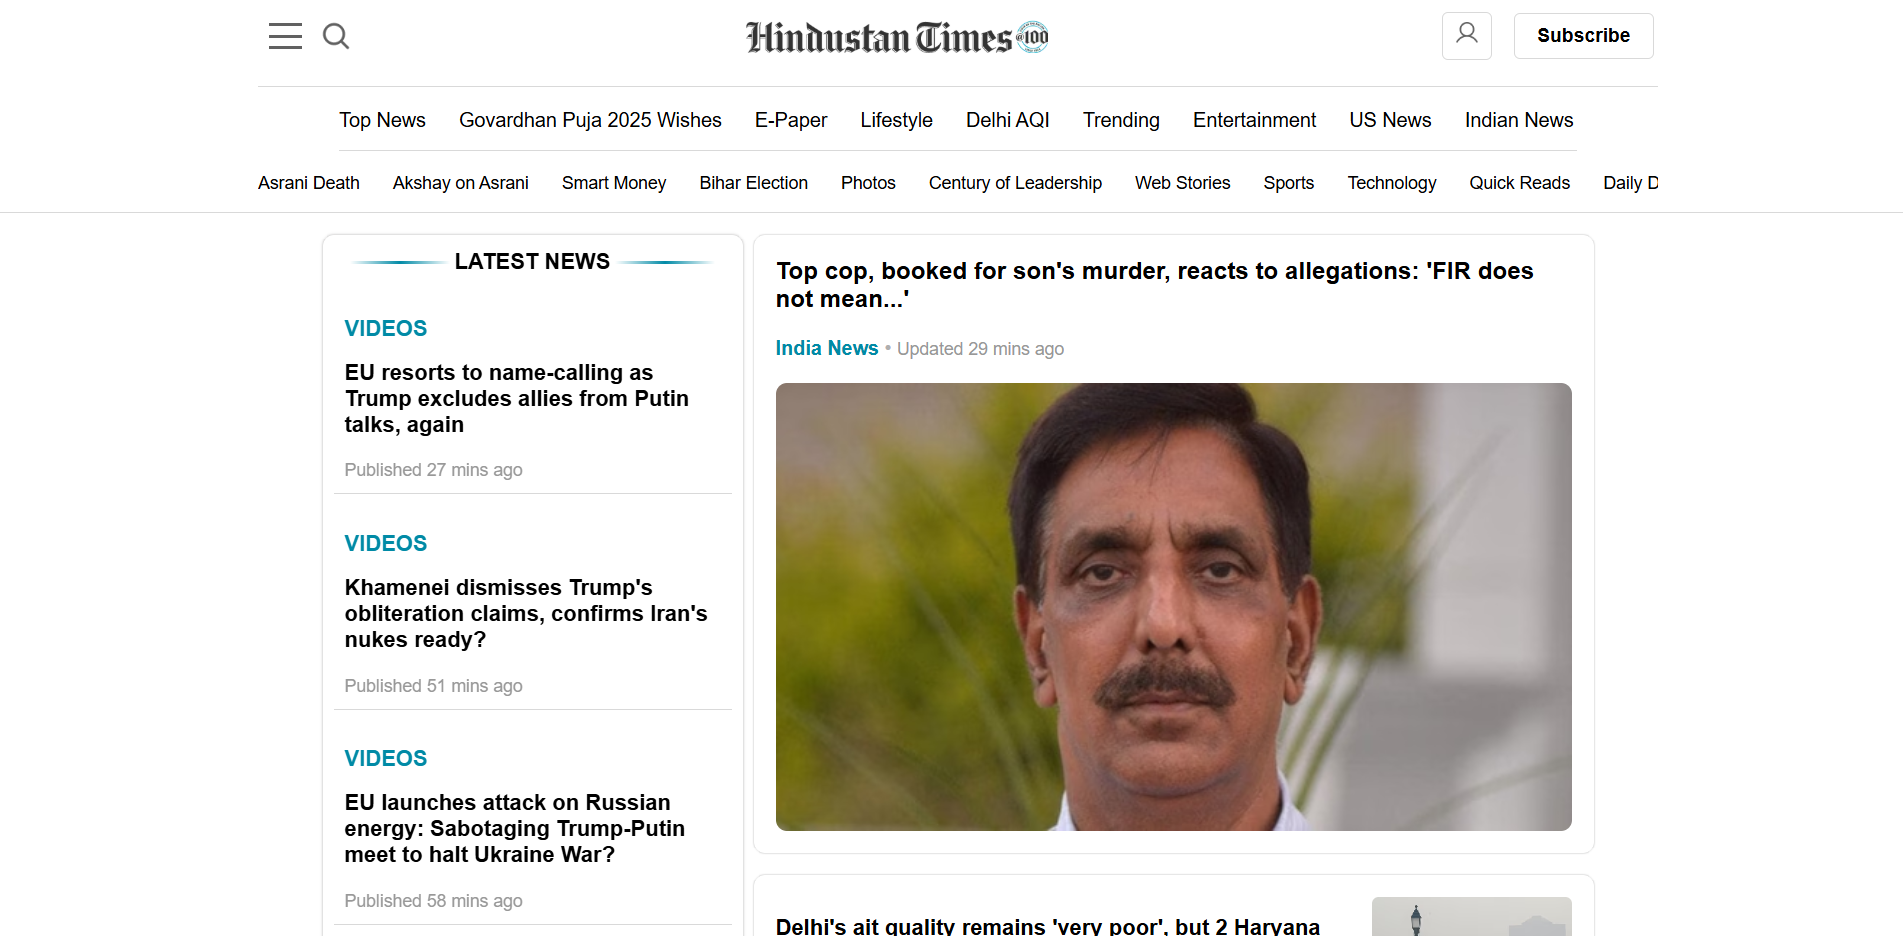 Hindustan Times @100
Subscribe
Top News Govardhan Puja 2025 Wishes E-Paper Lifestyle Delhi AQI Trending Entertainment US News Indian News
Asrani Death Akshay on Asrani Smart Money Bihar Election Photos Century of Leadership Web Stories Sports Technology Quick Reads Daily D
LATEST NEWS
VIDEOS
EU resorts to name-calling as
Trump excludes allies from Putin
talks, again
Published 27 mins ago
VIDEOS
Khamenei dismisses Trump's
obliteration claims, confirms Iran's
nukes ready?
Published 51 mins ago
VIDEOS
EU launches attack on Russian
energy: Sabotaging Trump-Putin
meet to halt Ukraine War?
Published 58 mins ago
Top cop, booked for son's murder, reacts to allegations: 'FIR does
not mean...'
India News • Updated 29 mins ago
Delhi's ait quality remains 'very poor', but 2 Haryana